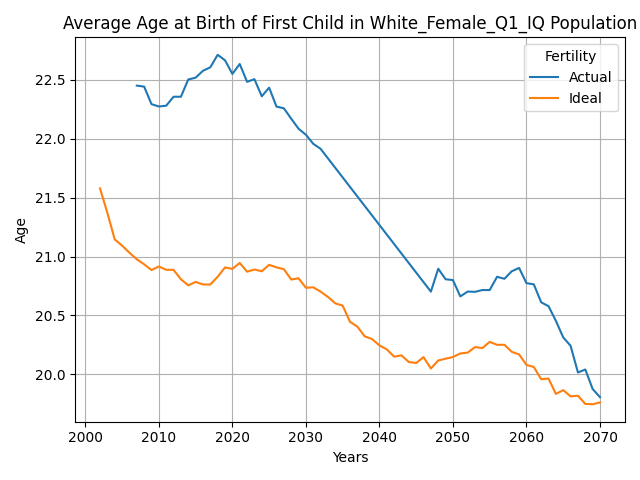 Average Age at Birth of First Child in White_Female_Q1_IQ Population
Fertility
Actual
Ideal
Age
22.5
22.0
21.5
21.0
20.5
20.0
2000
2010
2020
2030
2040
2050
2060
2070
Years